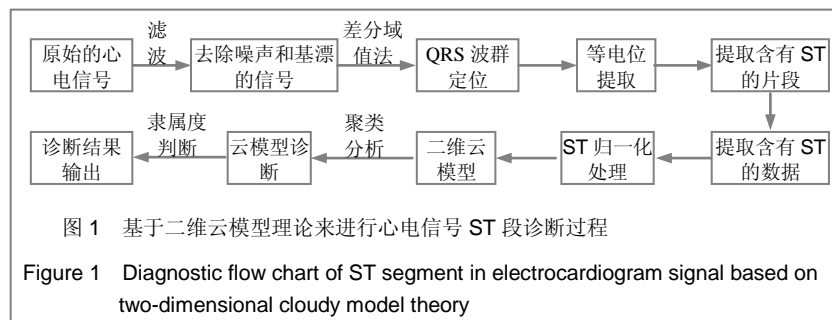 滤波
差分域值法
原始的心电信号
去除噪声和基漂的信号
QRS 波群定位
等电位提取
提取含有 ST 的片段
隶属度判断
聚类分析
诊断结果输出
云模型诊断
二维云模型
ST 归一化处理
提取含有 ST 的数据
图 1 基于二维云模型理论来进行心电信号 ST 段诊断过程
Figure 1 Diagnostic flow chart of ST segment in electrocardiogram signal based on
two-dimensional cloudy model theory